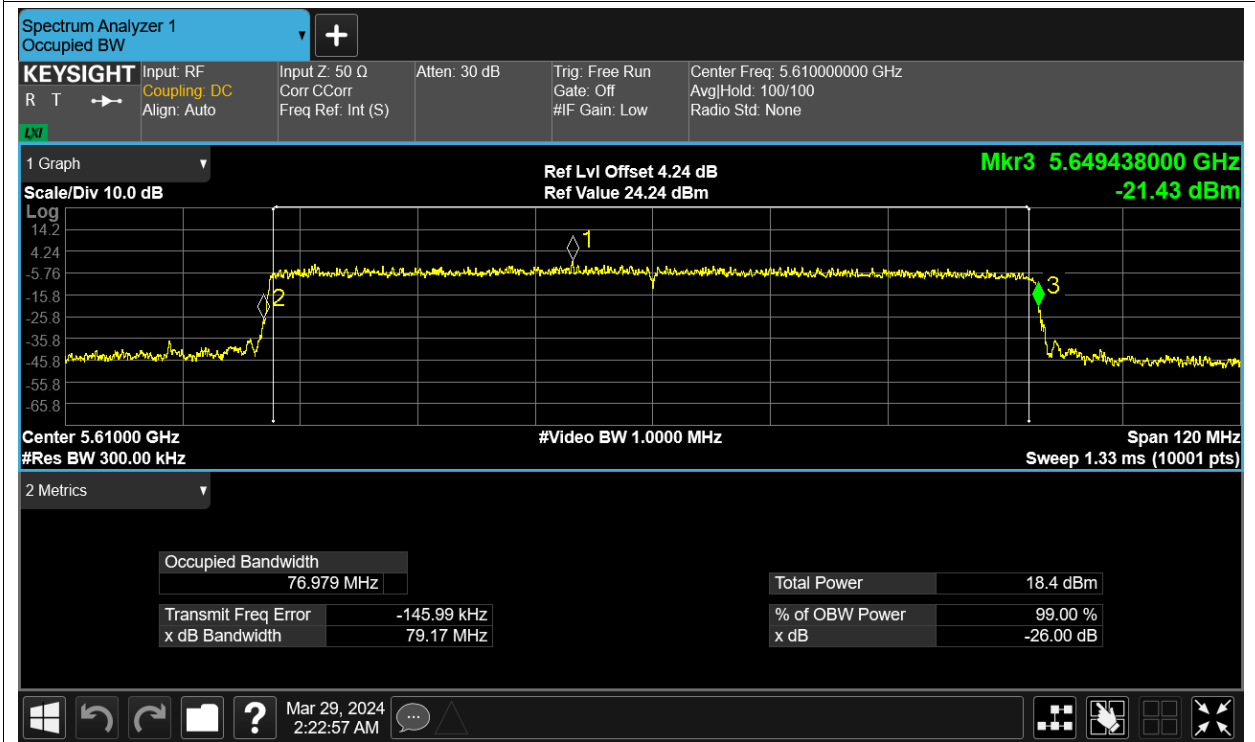 Spectrum Analyzer 1
Occupied BW
KEYSIGHT
R T
LXI
Input: RF
Coupling: DC
Align: Auto
Input Z: 50 Ω
Corr CCorr
Freq Ref: Int (S)
Atten: 30 dB
Trig: Free Run
Gate: Off
#IF Gain: Low
Center Freq: 5.610000000 GHz
Avg|Hold: 100/100
Radio Std: None
1 Graph
Scale/Div 10.0 dB
Ref Lvl Offset 4.24 dB
Ref Value 24.24 dBm
Mkr3 5.649438000 GHz
-21.43 dBm
Log
14.2
4.24
-5.76
-15.8
-25.8
-35.8
-45.8
-55.8
-65.8
1
2
3
Center 5.61000 GHz
#Res BW 300.00 kHz
#Video BW 1.0000 MHz
Span 120 MHz
Sweep 1.33 ms (10001 pts)
2 Metrics
Occupied Bandwidth
76.979 MHz
Transmit Freq Error -145.99 kHz
x dB Bandwidth 79.17 MHz
Total Power 18.4 dBm
% of OBW Power 99.00 %
x dB -26.00 dB
?
Mar 29, 2024
2:22:57 AM